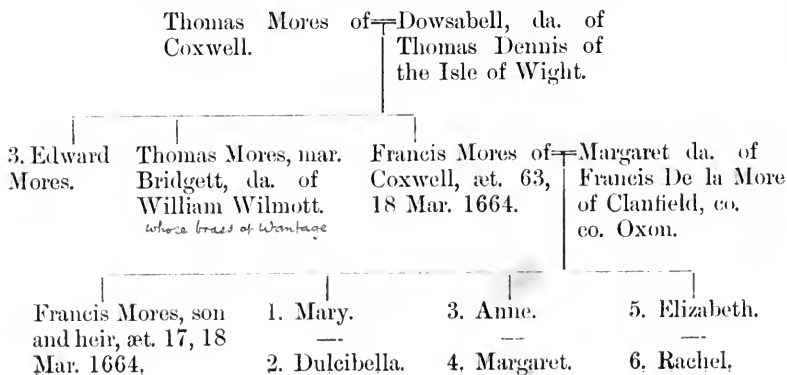 Thomas Mores of
Coxwell.
Dowsabell, da. of
Thomas Dennis of
the Isle of Wight.
3. Edward
Mores.
Thomas Mores, mar.
Bridgett, da. of
William Wilmott.
whose brass at Wantage
Francis Mores of
Coxwell, æt. 63,
18 Mar. 1664.
Margaret da. of
Francis De la More
of Clanfield, co.
co. Oxon.
Francis Mores, son
and heir, æt. 17, 18
Mar. 1664.
1. Mary.
2. Dulcibella.
3. Anne.
4. Margaret.
5. Elizabeth.
6. Rachel.